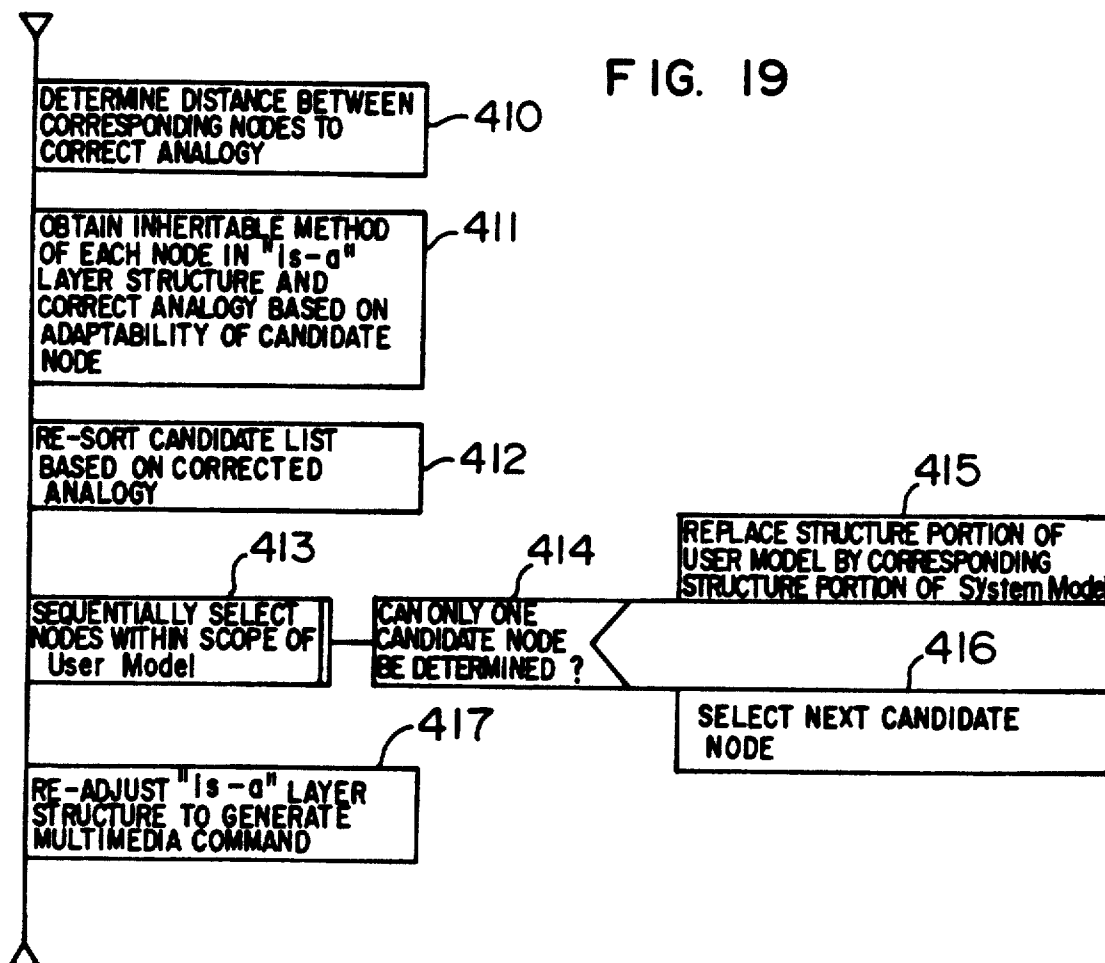 FIG. 19
DETERMINE DISTANCE BETWEEN
CORRESPONDING NODES TO
CORRECT ANALOGY
410
OBTAIN INHERITABLE METHOD
OF EACH NODE IN "is-a"
LAYER STRUCTURE AND
CORRECT ANALOGY BASED ON
ADAPTABILITY OF CANDIDATE
NODE
411
RE-SORT CANDIDATE LIST
BASED ON CORRECTED
ANALOGY
412
413
SEQUENTIALLY SELECT
NODES WITHIN SCOPE OF
User Model
414
CAN ONLY ONE
CANDIDATE NODE
BE DETERMINED ?
415
REPLACE STRUCTURE PORTION OF
USER MODEL BY CORRESPONDING
STRUCTURE PORTION OF System Model
416
SELECT NEXT CANDIDATE
NODE
417
RE-ADJUST "is-a" LAYER
STRUCTURE TO GENERATE
MULTIMEDIA COMMAND